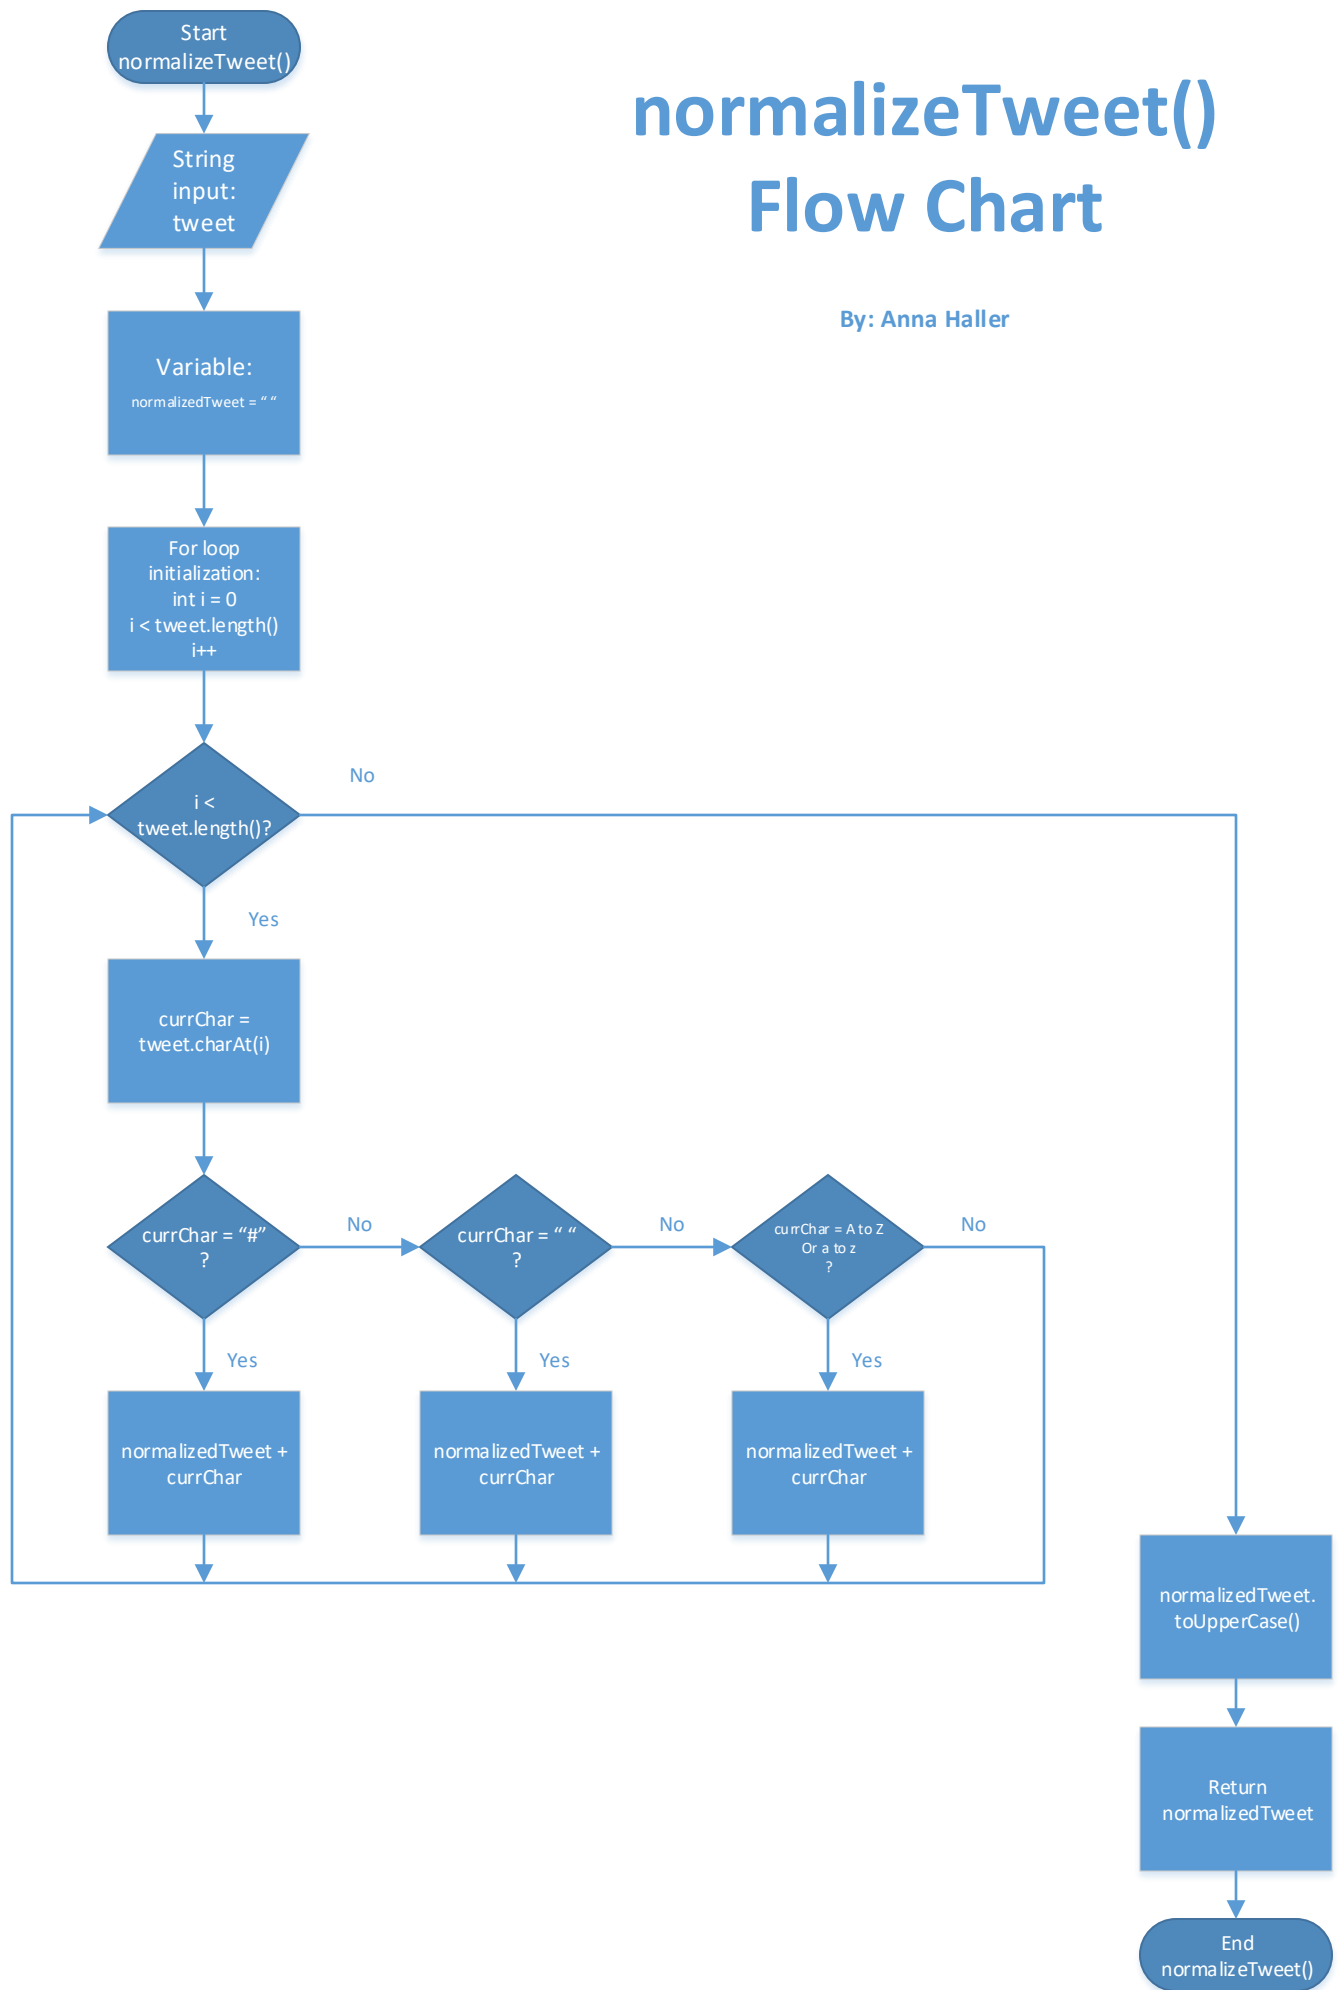 Start
normalizeTweet()
normalizeTweet()
Flow Chart
By: Anna Haller
String
input:
tweet
Variable:
normalizedTweet = “ “
For loop
initialization:
int i = 0
i < tweet.length()
i++
i <
tweet.length()?
No
Yes
currChar =
tweet.charAt(i)
currChar = “#”
?
No
currChar = “ “
?
No
currChar = A to Z
Or a to z
?
No
Yes
Yes
Yes
normalizedTweet +
currChar
normalizedTweet +
currChar
normalizedTweet +
currChar
normalizedTweet.
toUpperCase()
Return
normalizedTweet
End
normalizeTweet()